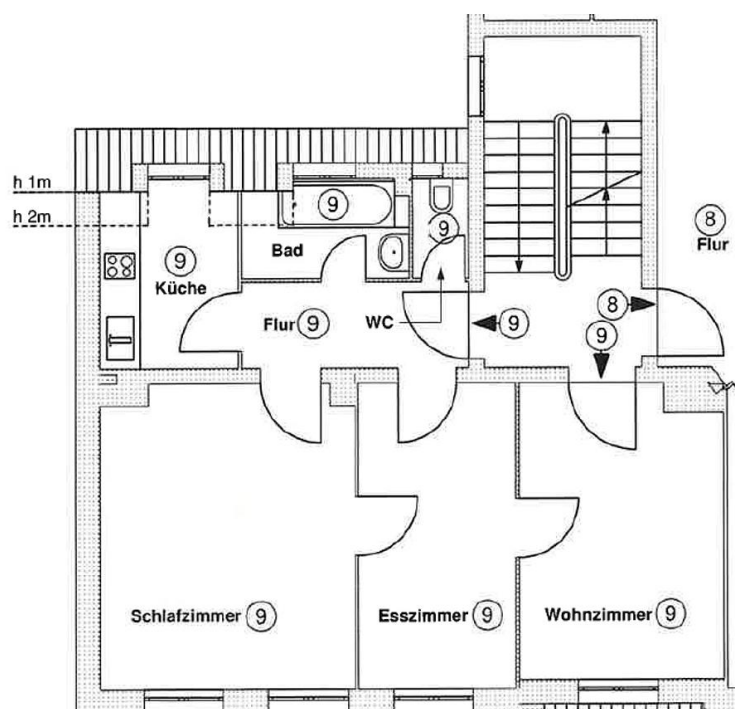 h 1m
h 2m
9
9
8
Flur
Bad
9
Küche
Flur 9
WC
9
8
9
Schlafzimmer 9
Esszimmer 9
Wohnzimmer 9